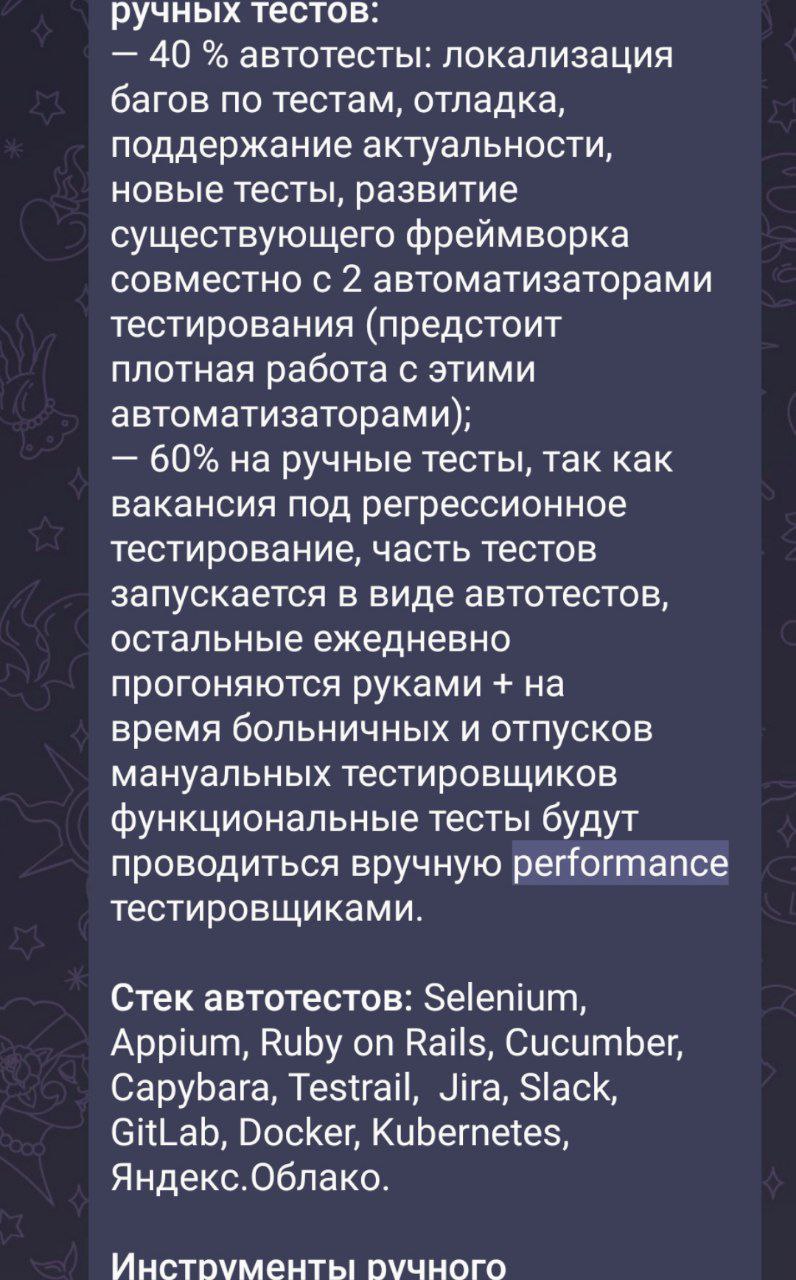 ручных тестов:
— 40 % автотесты: локализация
багов по тестам, отладка,
поддержание актуальности,
новые тесты, развитие
существующего фреймворка
совместно с 2 автоматизаторами
тестирования (предстоит
плотная работа с этими
автоматизаторами);
— 60% на ручные тесты, так как
вакансия под регрессионное
тестирование, часть тестов
запускается в виде автотестов,
остальные ежедневно
прогоняются руками + на
время больничных и отпусков
мануальных тестировщиков
функциональные тесты будут
проводиться вручную performance
тестировщиками.

Стек автотестов: Selenium,
Appium, Ruby on Rails, Cucumber,
Capybara, Testrail,  Jira, Slack,
GitLab, Docker, Kubernetes,
Яндекс.Облако.

Инструменты ручного